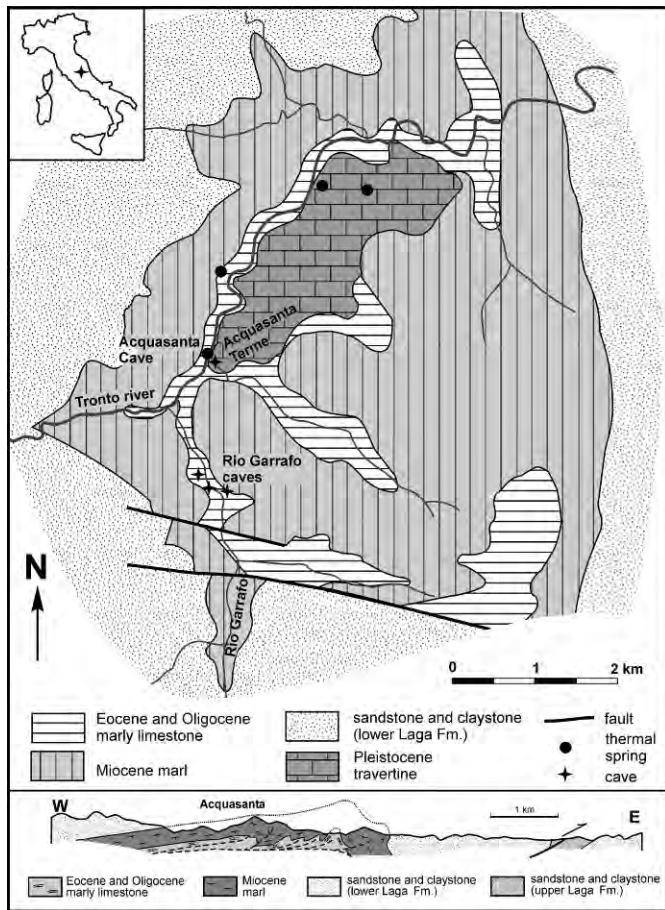 Acquasanta
Cave
Acquasanta
Terme
Tronto river
Rio Garrafo
caves
Rio Garrafo
N
0 1 2 km
Eocene and Oligocene
marly limestone
Miocene marl
sandstone and claystone
(lower Laga Fm.)
Pleistocene
travertine
fault
thermal
spring
cave
W
Acquasanta
1 km
E
Eocene and Oligocene
marly limestone
Miocene
marl
sandstone and claystone
(lower Laga Fm.)
sandstone and claystone
(upper Laga Fm.)